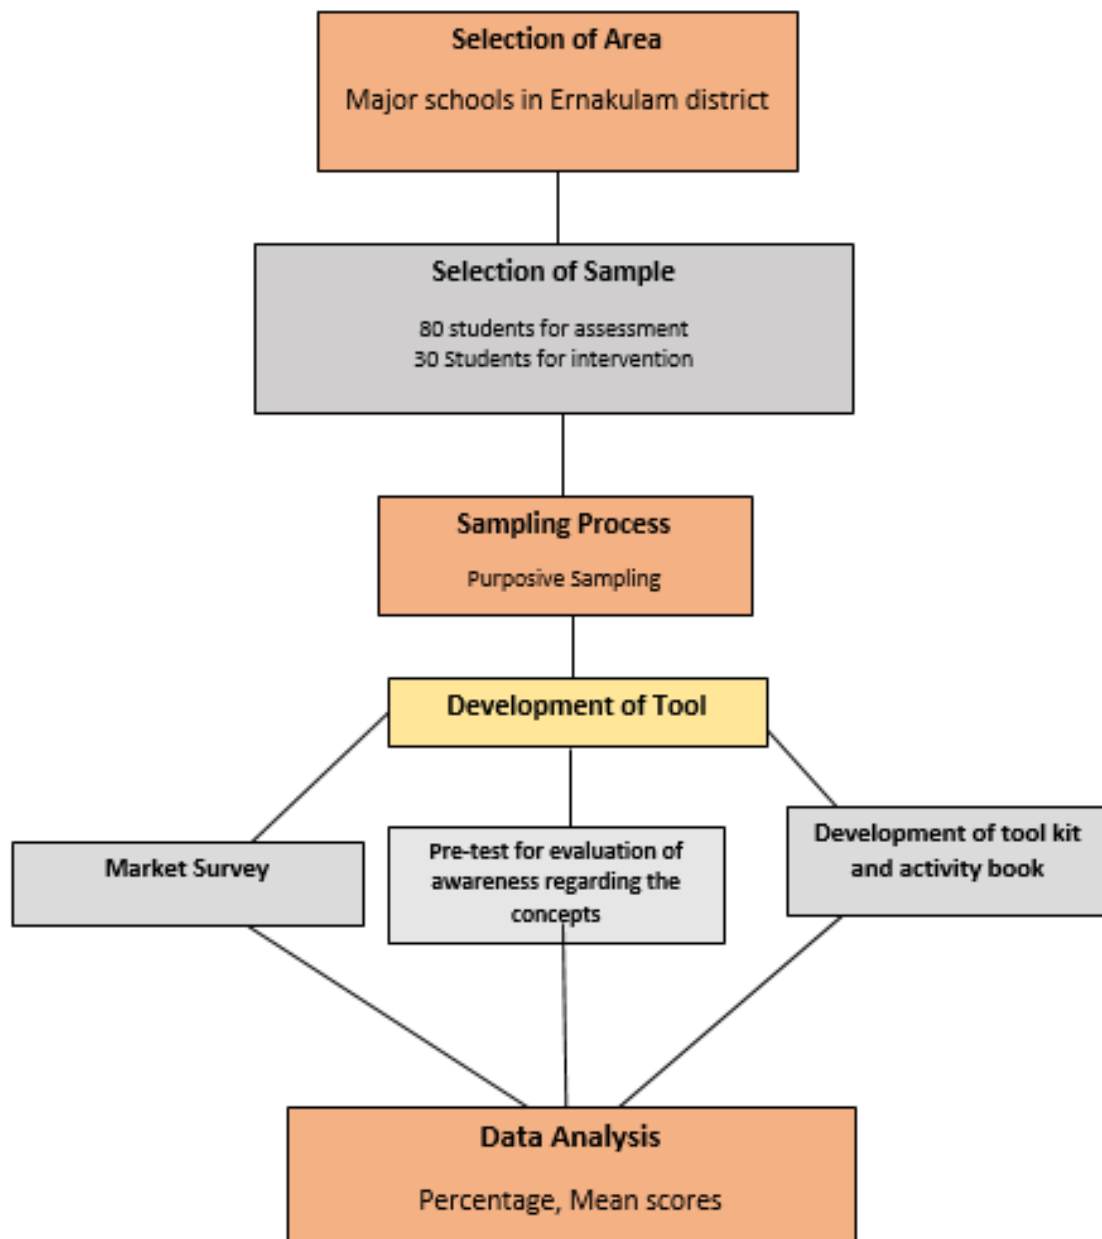 Selection of Area
Major schools in Ernakulam district
Selection of Sample
80 students for assessment
30 Students for intervention
Sampling Process
Purposive Sampling
Development of Tool
Market Survey
Pre-test for evaluation of
awareness regarding the
concepts
Development of tool kit
and activity book
Data Analysis
Percentage, Mean scores